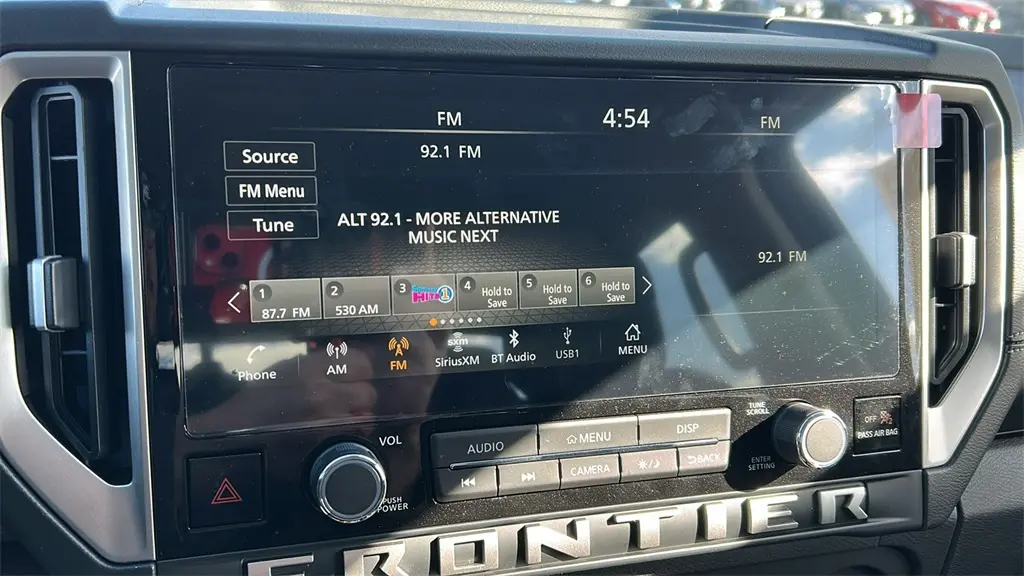 FM
4:54
FM
92.1 FM
Source
FM Menu
Tune
ALT 92.1 - MORE ALTERNATIVE
MUSIC NEXT
92.1 FM
1
87.7 FM
2
530 AM
3
HITS 1
4
Hold to
Save
5
Hold to
Save
6
Hold to
Save
Phone
AM
FM
sxm
SiriusXM
BT Audio
USB1
MENU
VOL
PUSH
POWER
AUDIO
MENU
DISP
CAMERA
BACK
TUNE
SCROLL
ENTER
SETTING
OFF
PASS AIR BAG
FRONTIER